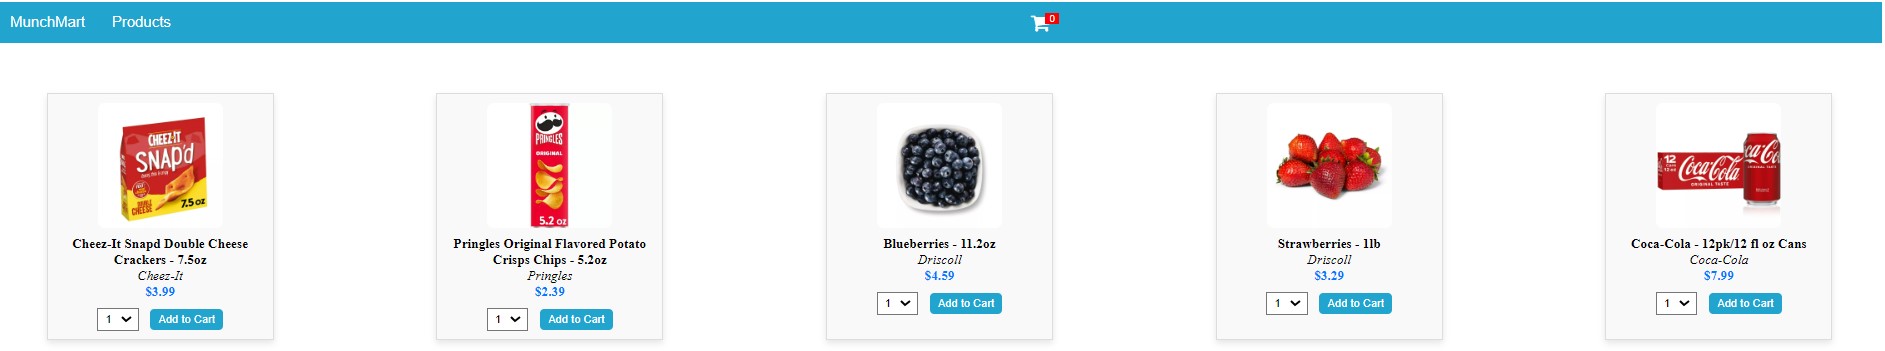 MunchMart Products 0
CHEEZ-IT
SNAP'd
DOUBLE
CHEESE
7.5 oz
Cheez-It Snapd Double Cheese
Crackers - 7.5oz
Cheez-It
$3.99
1 Add to Cart
PRINGLES
ORIGINAL
5.2 oz
Pringles Original Flavored Potato
Crisps Chips - 5.2oz
Pringles
$2.39
1 Add to Cart
Blueberries - 11.2oz
Driscoll
$4.59
1 Add to Cart
Strawberries - 1lb
Driscoll
$3.29
1 Add to Cart
12
Coca-Cola
ORIGINAL TASTE
Coca-Cola - 12pk/12 fl oz Cans
Coca-Cola
$7.99
1 Add to Cart